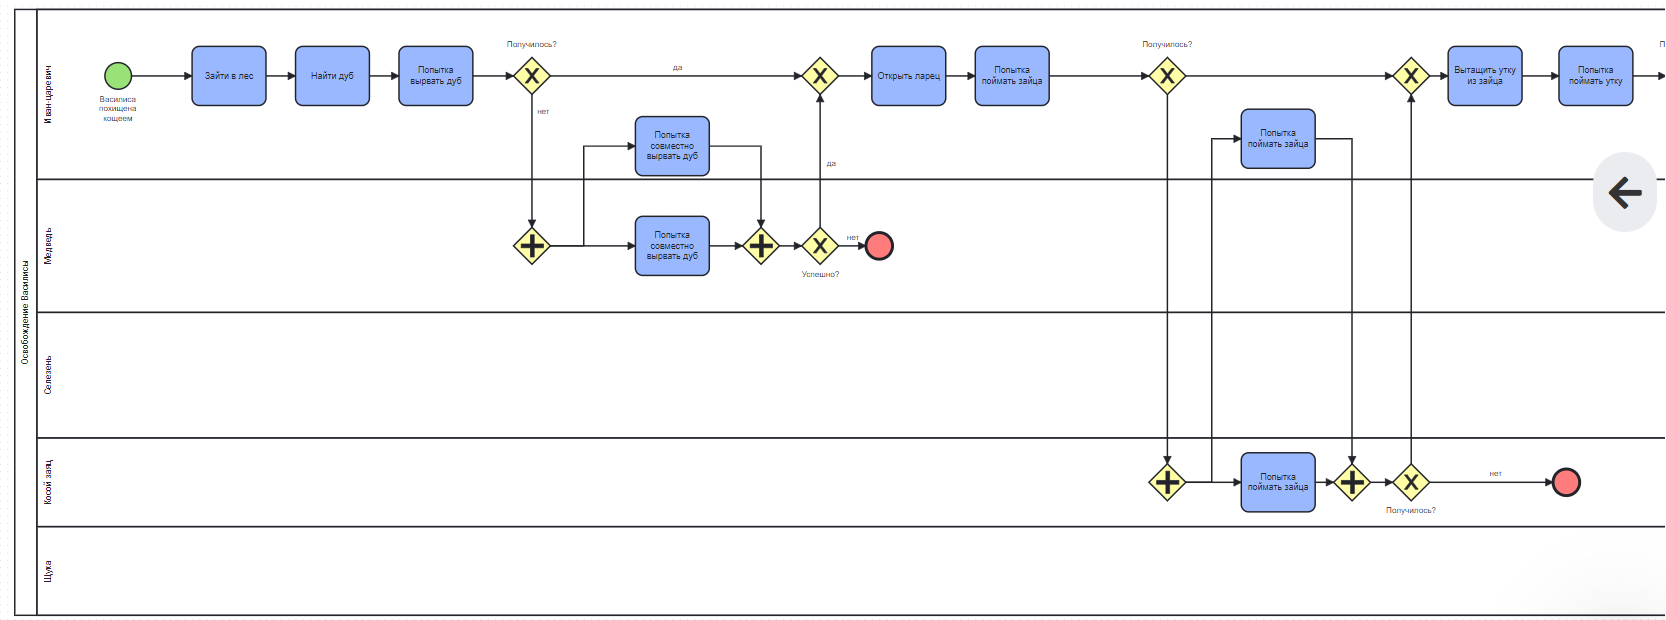 Освобождение Василисы
Иван-царевич
Василиса
похищена
кощеем
Зайти в лес
Найти дуб
Попытка
вырвать дуб
Получилось?
да
нет
Попытка
совместно
вырвать дуб
да
Открыть ларец
Попытка
поймать зайца
Получилось?
Попытка
поймать зайца
Вытащить утку
из зайца
Попытка
поймать утку
П
Медведь
Попытка
совместно
вырвать дуб
Успешно?
нет
Селезень
Косой заяц
Попытка
поймать зайца
Получилось?
нет
Щука